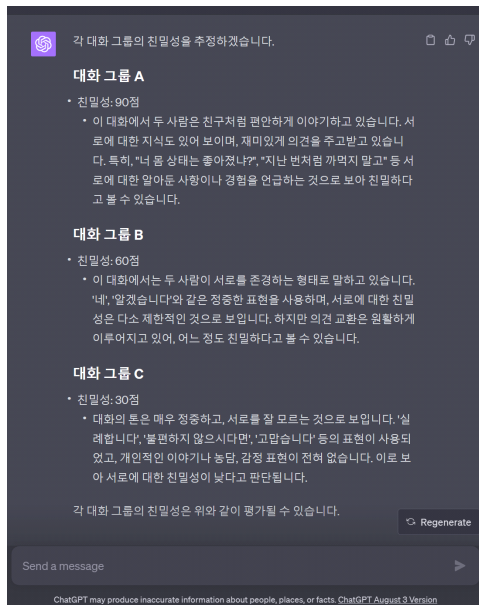 각 대화 그룹의 친밀성을 추정하겠습니다.
대화 그룹 A
• 친밀성: 90점
• 이 대화에서 두 사람은 친구처럼 편안하게 이야기하고 있습니다. 서
로에 대한 지식도 있어 보이며, 재미있게 의견을 주고받고 있습니
다. 특히, "너 몸 상태는 좋아졌냐?", "지난 번처럼 까먹지 말고" 등 서
로에 대한 알아둔 사항이나 경험을 언급하는 것으로 보아 친밀하다
고 볼 수 있습니다.
대화 그룹 B
• 친밀성: 60점
• 이 대화에서는 두 사람이 서로를 존경하는 형태로 말하고 있습니다.
'네', '알겠습니다'와 같은 정중한 표현을 사용하며, 서로에 대한 친밀
성은 다소 제한적인 것으로 보입니다. 하지만 의견 교환은 원활하게
이루어지고 있어, 어느 정도 친밀하다고 볼 수 있습니다.
대화 그룹 C
• 친밀성: 30점
• 대화의 톤은 매우 정중하고, 서로를 잘 모르는 것으로 보입니다. '실
례합니다', '불편하지 않으시다면', '고맙습니다' 등의 표현이 사용되
었고, 개인적인 이야기나 농담, 감정 표현이 전혀 없습니다. 이로 보
아 서로에 대한 친밀성이 낮다고 판단됩니다.
각 대화 그룹의 친밀성은 위와 같이 평가될 수 있습니다.
Regenerate
Send a message
ChatGPT may produce inaccurate information about people, places, or facts. ChatGPT August 3 Version